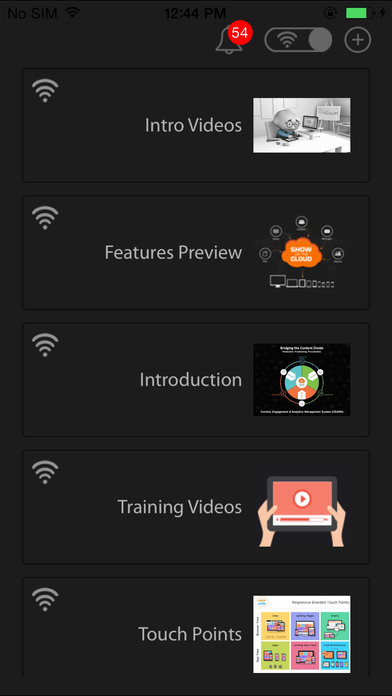 No SIM
12:44 PM
54
Intro Videos
Features Preview
SHOW
CLOUD
Introduction
Bridging the Content Divide
Training Videos
Touch Points
Responsive Branded Touch Points